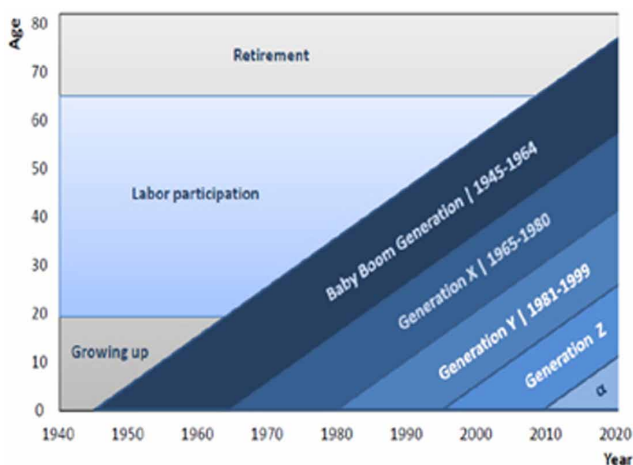 Age
80
70
60
50
40
30
20
10
0
Retirement
Labor participation
Growing up
Baby Boom Generation | 1945-1964
Generation X | 1965-1980
Generation Y | 1981-1999
Generation Z
α
1940 1950 1960 1970 1980 1990 2000 2010 2020
Year